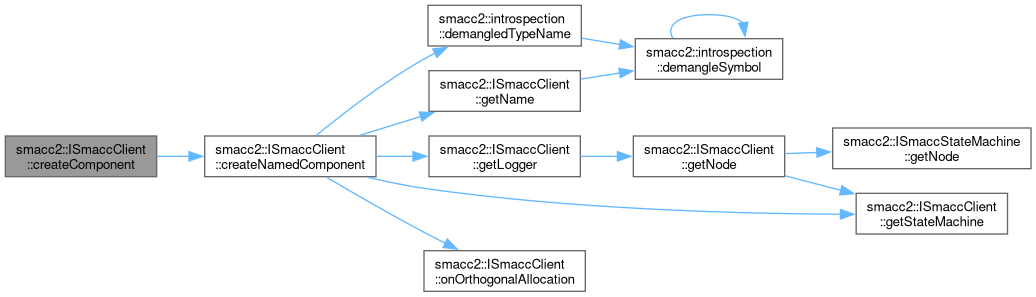 smacc2::ISmaccClient
::createComponent
smacc2::ISmaccClient
::createNamedComponent
smacc2::introspection
::demangledTypeName
smacc2::ISmaccClient
::getName
smacc2::ISmaccClient
::getLogger
smacc2::ISmaccClient
::onOrthogonalAllocation
smacc2::introspection
::demangleSymbol
smacc2::ISmaccClient
::getNode
smacc2::ISmaccStateMachine
::getNode
smacc2::ISmaccClient
::getStateMachine